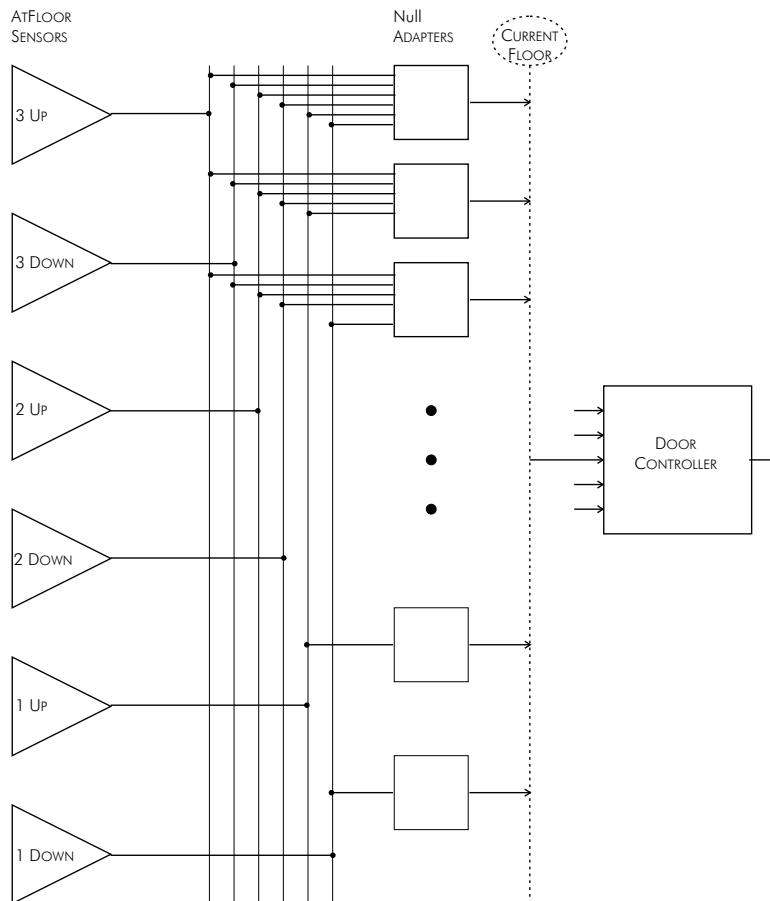 ATFLOOR
SENSORS
Null
ADAPTERS
CURRENT
FLOOR
3 UP
3 DOWN
2 UP
DOOR
CONTROLLER
2 DOWN
1 UP
1 DOWN